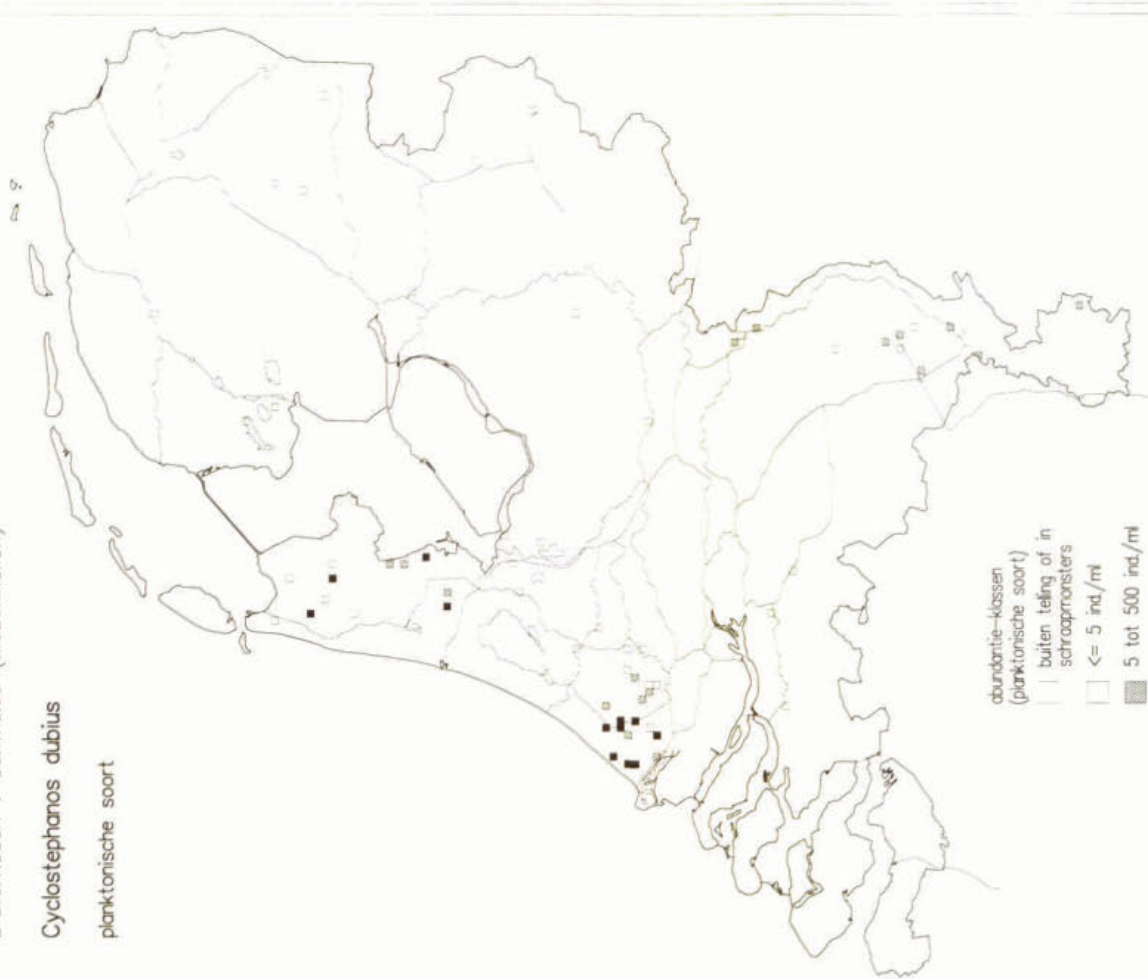 Cyclostephanos dubius
planktonische soort
abundantie-klassen
(planktonische soort)
buiten telling of in
schraapmonsters
<= 5 ind./ml
5 tot 500 ind/ml